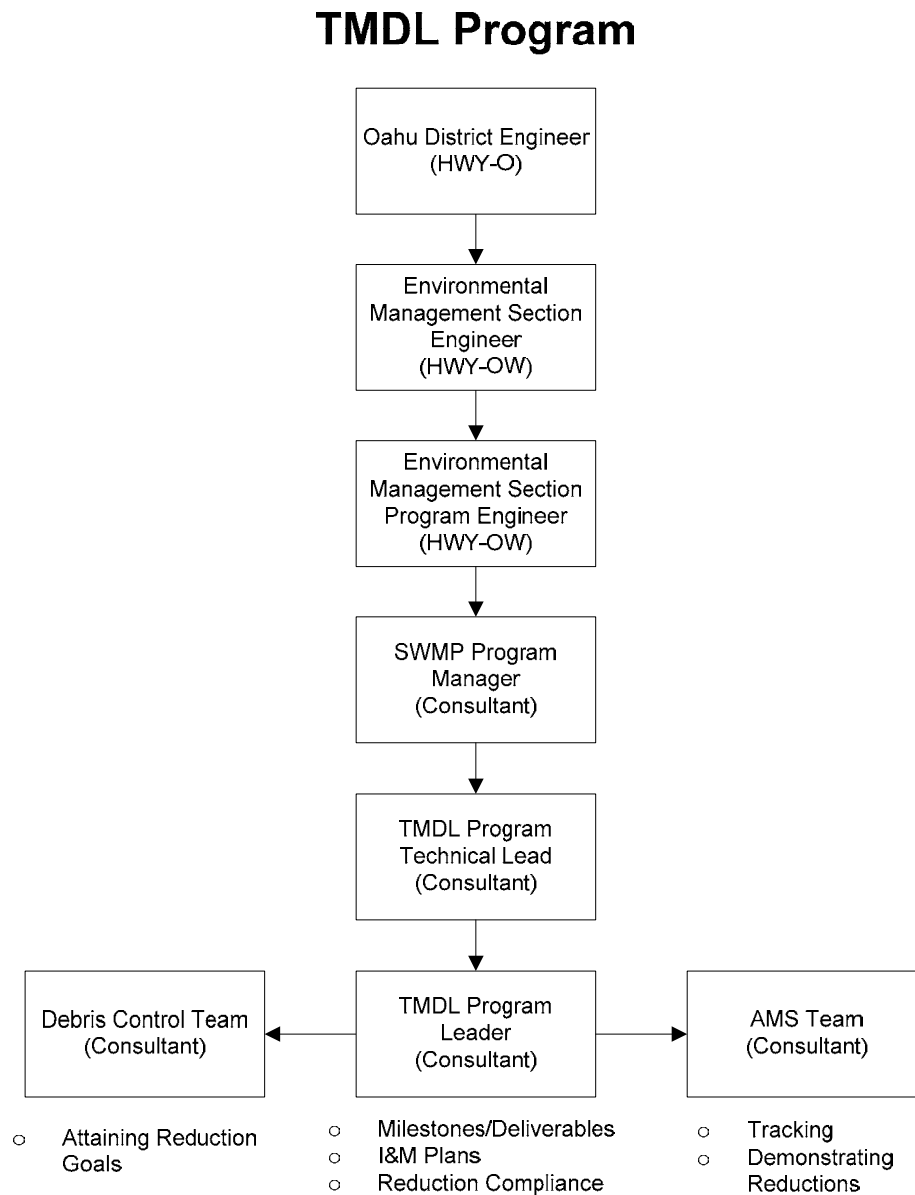 TMDL Program
Oahu District Engineer
(HWY-O)
Environmental
Management Section
Engineer
(HWY-OW)
Environmental
Management Section
Program Engineer
(HWY-OW)
SWMP Program
Manager
(Consultant)
TMDL Program
Technical Lead
(Consultant)
Debris Control Team
(Consultant)
TMDL Program
Leader
(Consultant)
AMS Team
(Consultant)
o Attaining Reduction
Goals
o Milestones/Deliverables
o I&M Plans
o Reduction Compliance
o Tracking
o Demonstrating
Reductions